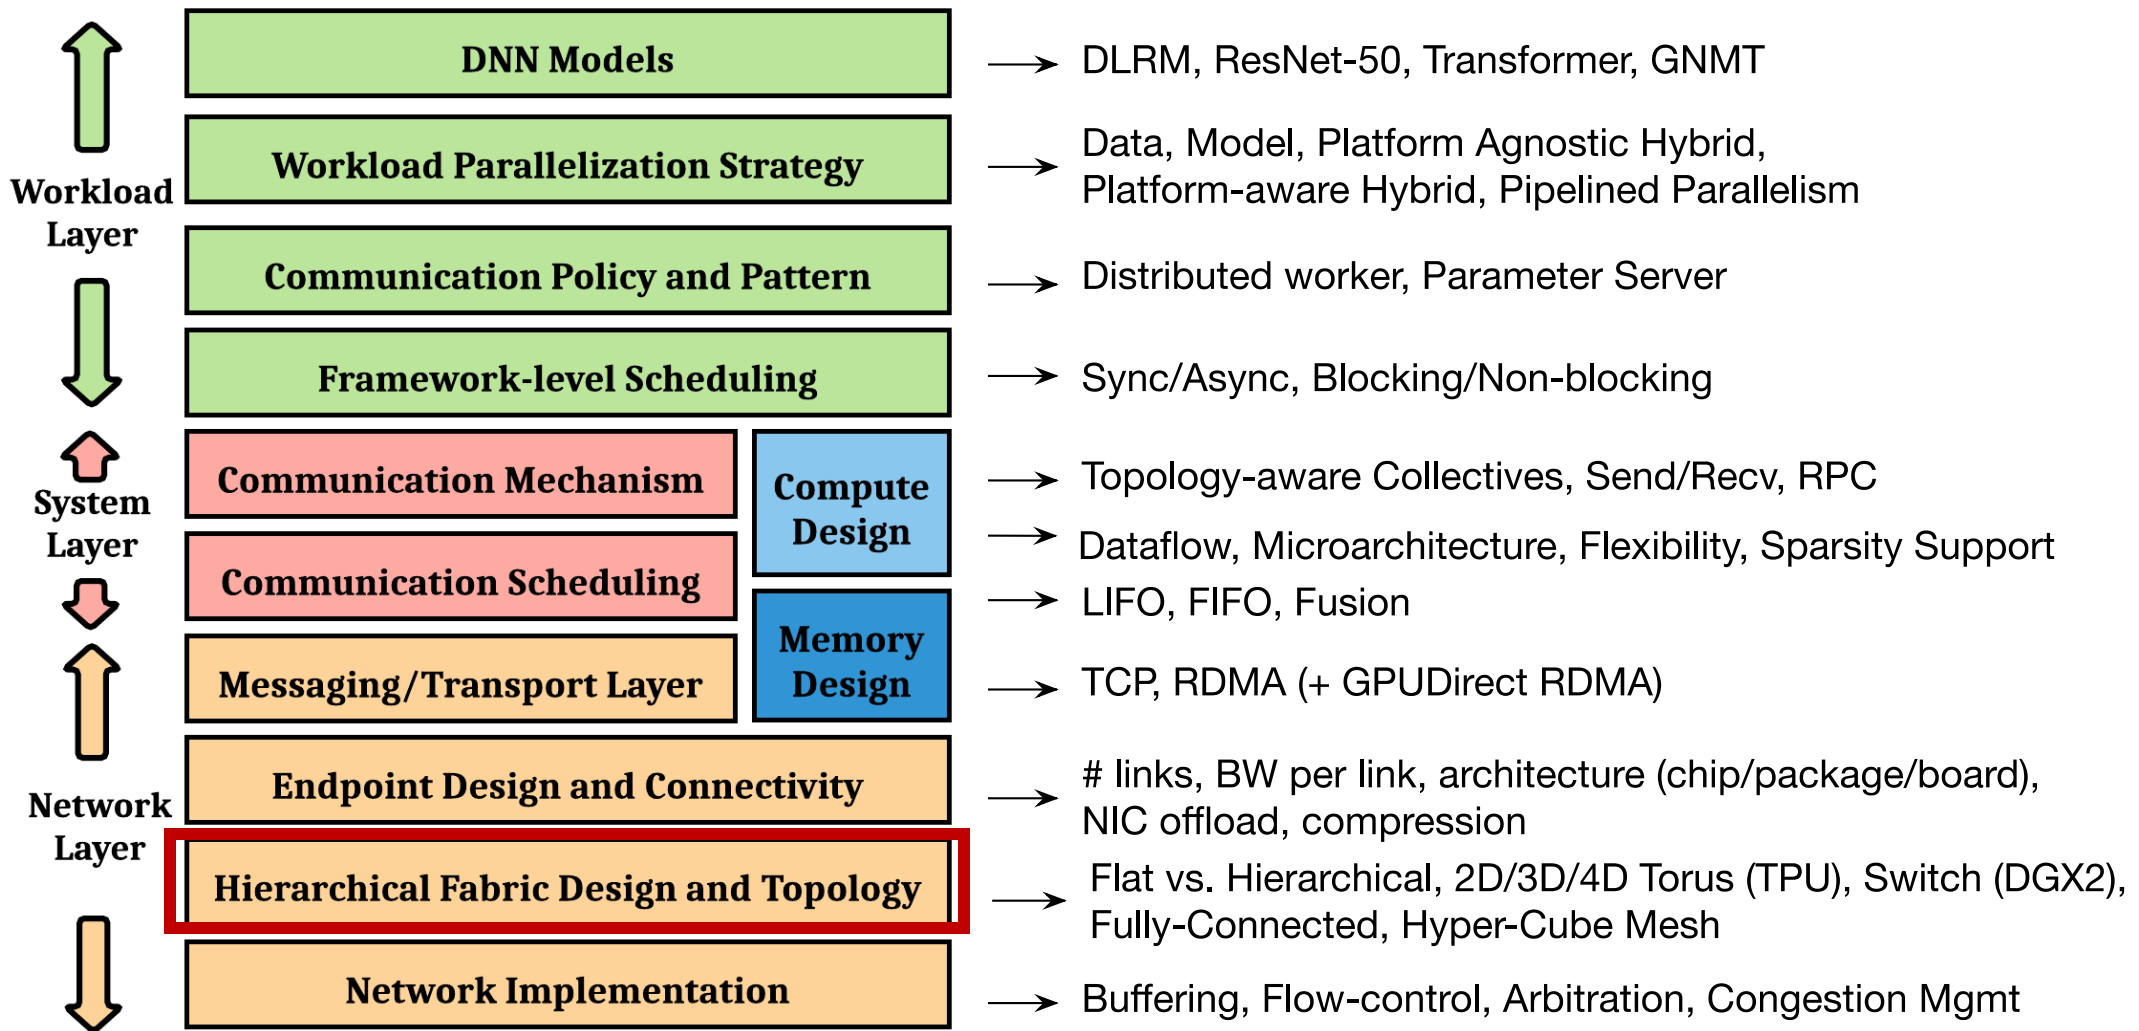 DNN Models
DLRM, ResNet-50, Transformer, GNMT
Workload Parallelization Strategy
Data, Model, Platform Agnostic Hybrid,
Platform-aware Hybrid, Pipelined Parallelism
Workload
Layer
Communication Policy and Pattern
Distributed worker, Parameter Server
Framework-level Scheduling
Sync/Async, Blocking/Non-blocking
System
Layer
Communication Mechanism
Compute
Design
Topology-aware Collectives, Send/Recv, RPC
Dataflow, Microarchitecture, Flexibility, Sparsity Support
Communication Scheduling
LIFO, FIFO, Fusion
Memory
Design
Messaging/Transport Layer
TCP, RDMA (+ GPUDirect RDMA)
Network
Layer
Endpoint Design and Connectivity
# links, BW per link, architecture (chip/package/board),
NIC offload, compression
Hierarchical Fabric Design and Topology
Flat vs. Hierarchical, 2D/3D/4D Torus (TPU), Switch (DGX2),
Fully-Connected, Hyper-Cube Mesh
Network Implementation
Buffering, Flow-control, Arbitration, Congestion Mgmt